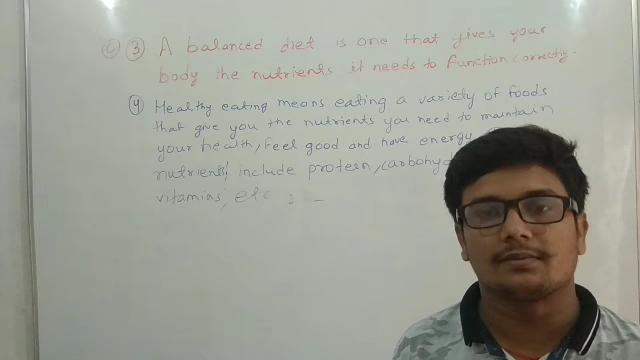 ③ A balanced diet is one that gives your
body the nutrients it needs to function correctly.
④ Healthy eating means eating a variety of foods
that give you the nutrients you need to maintain
your health, feel good and have energy
nutrients include protein, carbohyd
vitamins, etc : -